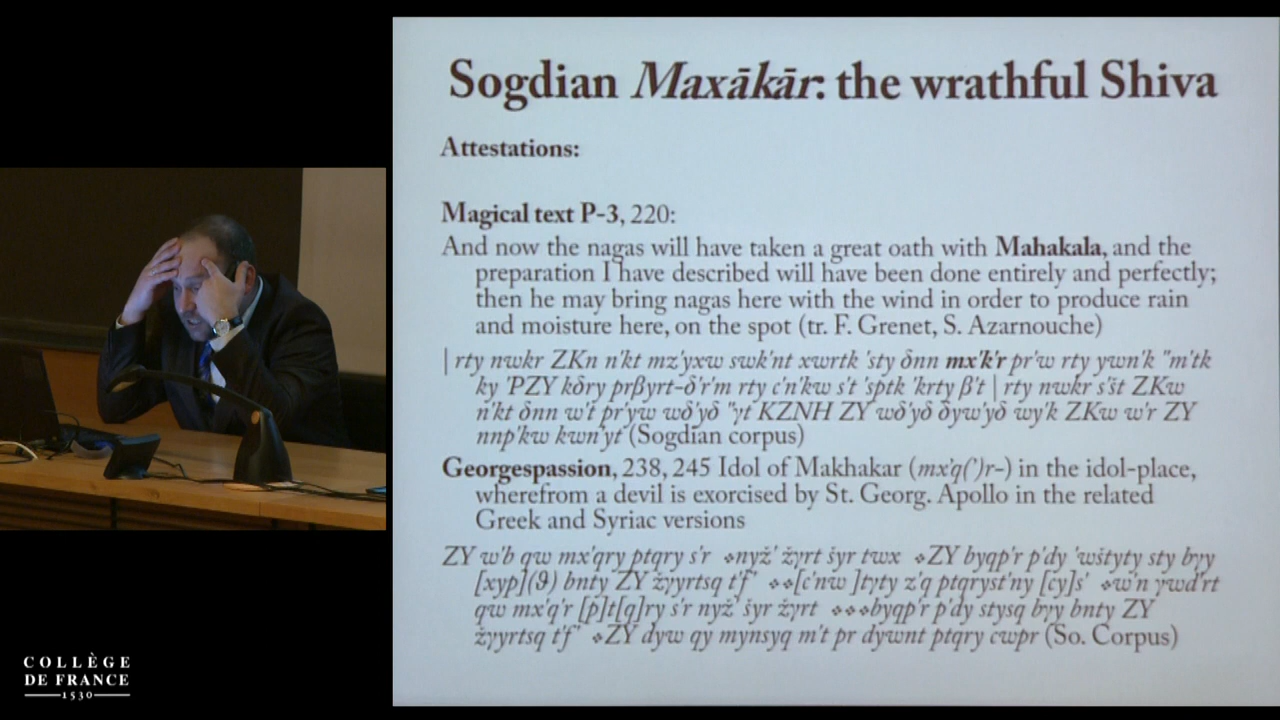 Sogdian Maxākār: the wrathful Shiva
Attestations:
Magical text P-3, 220:
And now the nagas will have taken a great oath with Mahakala, and the
preparation I have described will have been done entirely and perfectly;
then he may bring nagas here with the wind in order to produce rain
and moisture here, on the spot (tr. F. Grenet, S. Azarnouche)
| rty nwkr ZKn n'kt mz'yxw swk'nt xwrtk 'sty δnn mx'k'r pr'w rty ywn'k "m'tk
ky 'PZY kδry prβyrt-δ'r'm rty c'n'kw s't 'sptk 'krty β't | rty nwkr s'št ZKw
n'kt δnn w't pr'yw wδ'yδ "γt KZNH ZY wδ'yδ δyw'yδ wy'k ZKw w'r ZY
nnp'kw kwn'yt (Sogdian corpus)
Georgespassion, 238, 245 Idol of Makhakar (mx'q(')r-) in the idol-place,
wherefrom a devil is exorcised by St. Georg. Apollo in the related
Greek and Syriac versions
ZY w'b qw mx'qry ptqry s'r ❖nyž' žγrt šyr twx ❖ZY byqp'r p'dy 'wštyty sty bγy
[xyp](ϑ) bnty ZY žγyrtsq t'f' ❖❖[c'nw ]tγty z'q ptqryst'ny [cy]s' ❖w'n γwd'rt
qw mx'q'r [p]t[q]ry s'r nyž' šyr žγrt ❖❖❖byqp'r p'dy stysq bγy bnty ZY
žγyrtsq t'f' ❖ZY dyw qy mynsyq m't pr dywnt ptqry cwpr (So. Corpus)
COLLÈGE
DE FRANCE
1530